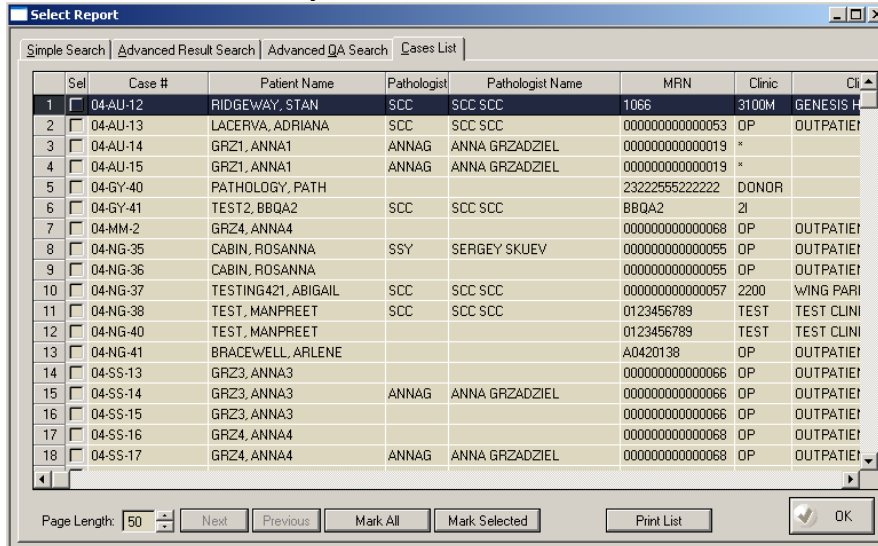 Select Report
Simple Search Advanced Result Search Advanced QA Search Cases List
Sel Case # Patient Name Pathologist Pathologist Name MRN Clinic Cli
1 04-AU-12 RIDGEWAY, STAN SCC SCC SCC 1066 3100M GENESIS H
2 04-AU-13 LACERVA, ADRIANA SCC SCC SCC 000000000000053 OP OUTPATIEN
3 04-AU-14 GRZ1, ANNA1 ANNAG ANNA GRZADZIEL 000000000000019 *
4 04-AU-15 GRZ1, ANNA1 ANNAG ANNA GRZADZIEL 000000000000019 *
5 04-GY-40 PATHOLOGY, PATH 23222555222222 DONOR
6 04-GY-41 TEST2, BBQA2 SCC SCC SCC BBQA2 2I
7 04-MM-2 GRZ4, ANNA4 000000000000068 OP OUTPATIEN
8 04-NG-35 CABIN, ROSANNA SSY SERGEY SKUEV 000000000000055 OP OUTPATIEN
9 04-NG-36 CABIN, ROSANNA 000000000000055 OP OUTPATIEN
10 04-NG-37 TESTING421, ABIGAIL SCC SCC SCC 000000000000057 2200 WING PARI
11 04-NG-38 TEST, MANPREET SCC SCC SCC 0123456789 TEST TEST CLINI
12 04-NG-40 TEST, MANPREET 0123456789 TEST TEST CLINI
13 04-NG-41 BRACEWELL, ARLENE A0420138 OP OUTPATIEN
14 04-SS-13 GRZ3, ANNA3 000000000000066 OP OUTPATIEN
15 04-SS-14 GRZ3, ANNA3 ANNAG ANNA GRZADZIEL 000000000000066 OP OUTPATIEN
16 04-SS-15 GRZ3, ANNA3 000000000000066 OP OUTPATIEN
17 04-SS-16 GRZ4, ANNA4 000000000000068 OP OUTPATIEN
18 04-SS-17 GRZ4, ANNA4 ANNAG ANNA GRZADZIEL 000000000000068 OP OUTPATIEN
Page Length: 50 Next Previous Mark All Mark Selected Print List OK